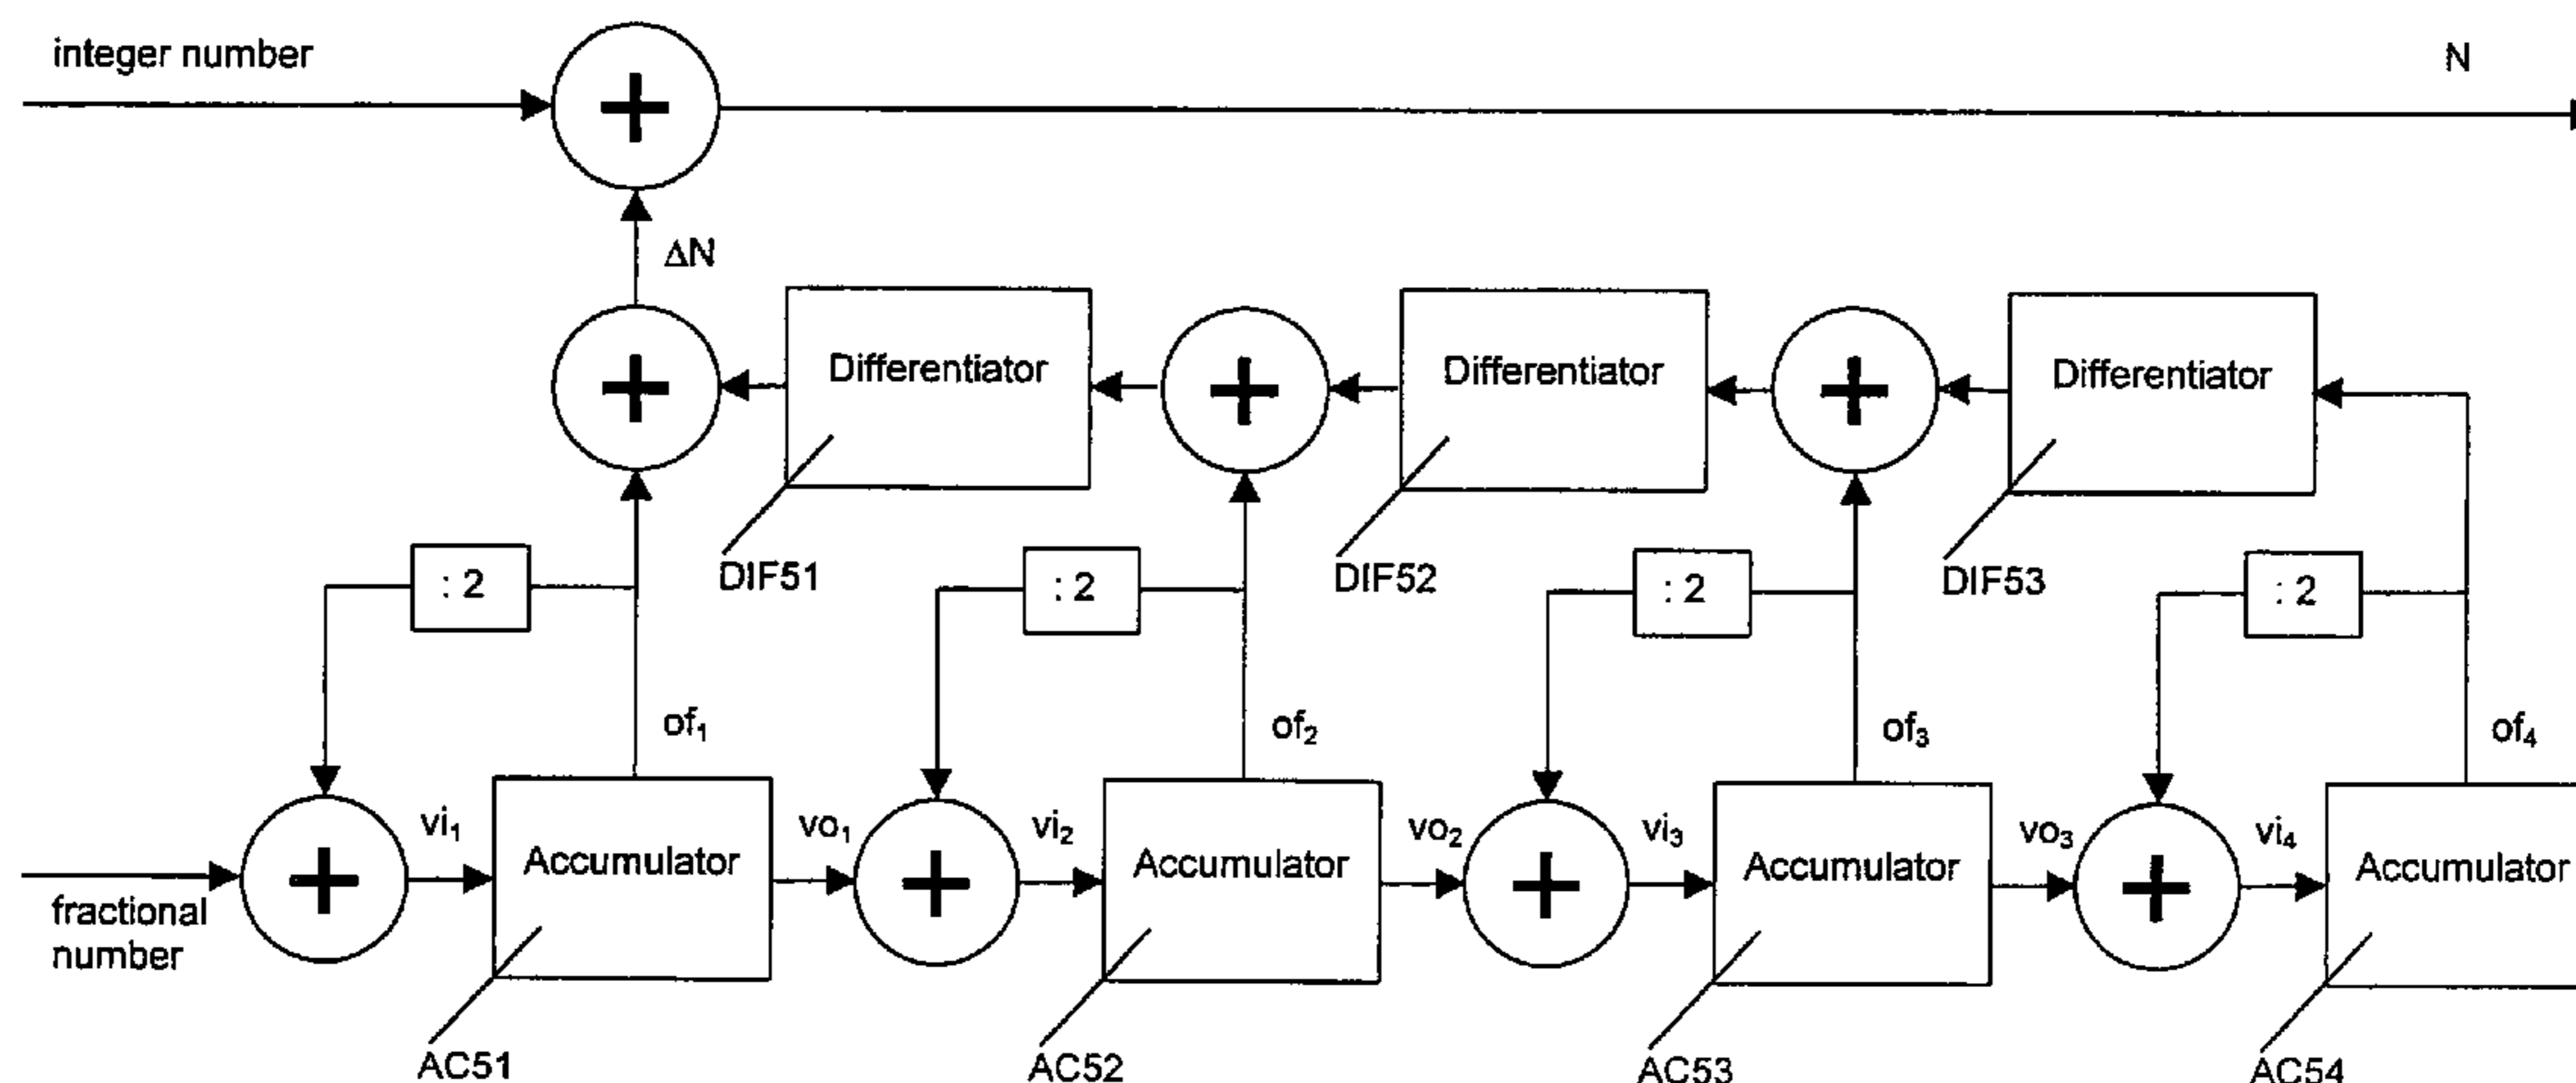 integer number
N
ΔN
Differentiator
Differentiator
Differentiator
DIF51
DIF52
DIF53
: 2
: 2
: 2
: 2
of₁
of₂
of₃
of₄
vi₁
Accumulator
vo₁
vi₂
Accumulator
vo₂
vi₃
Accumulator
vo₃
vi₄
Accumulator
fractional
number
AC51
AC52
AC53
AC54